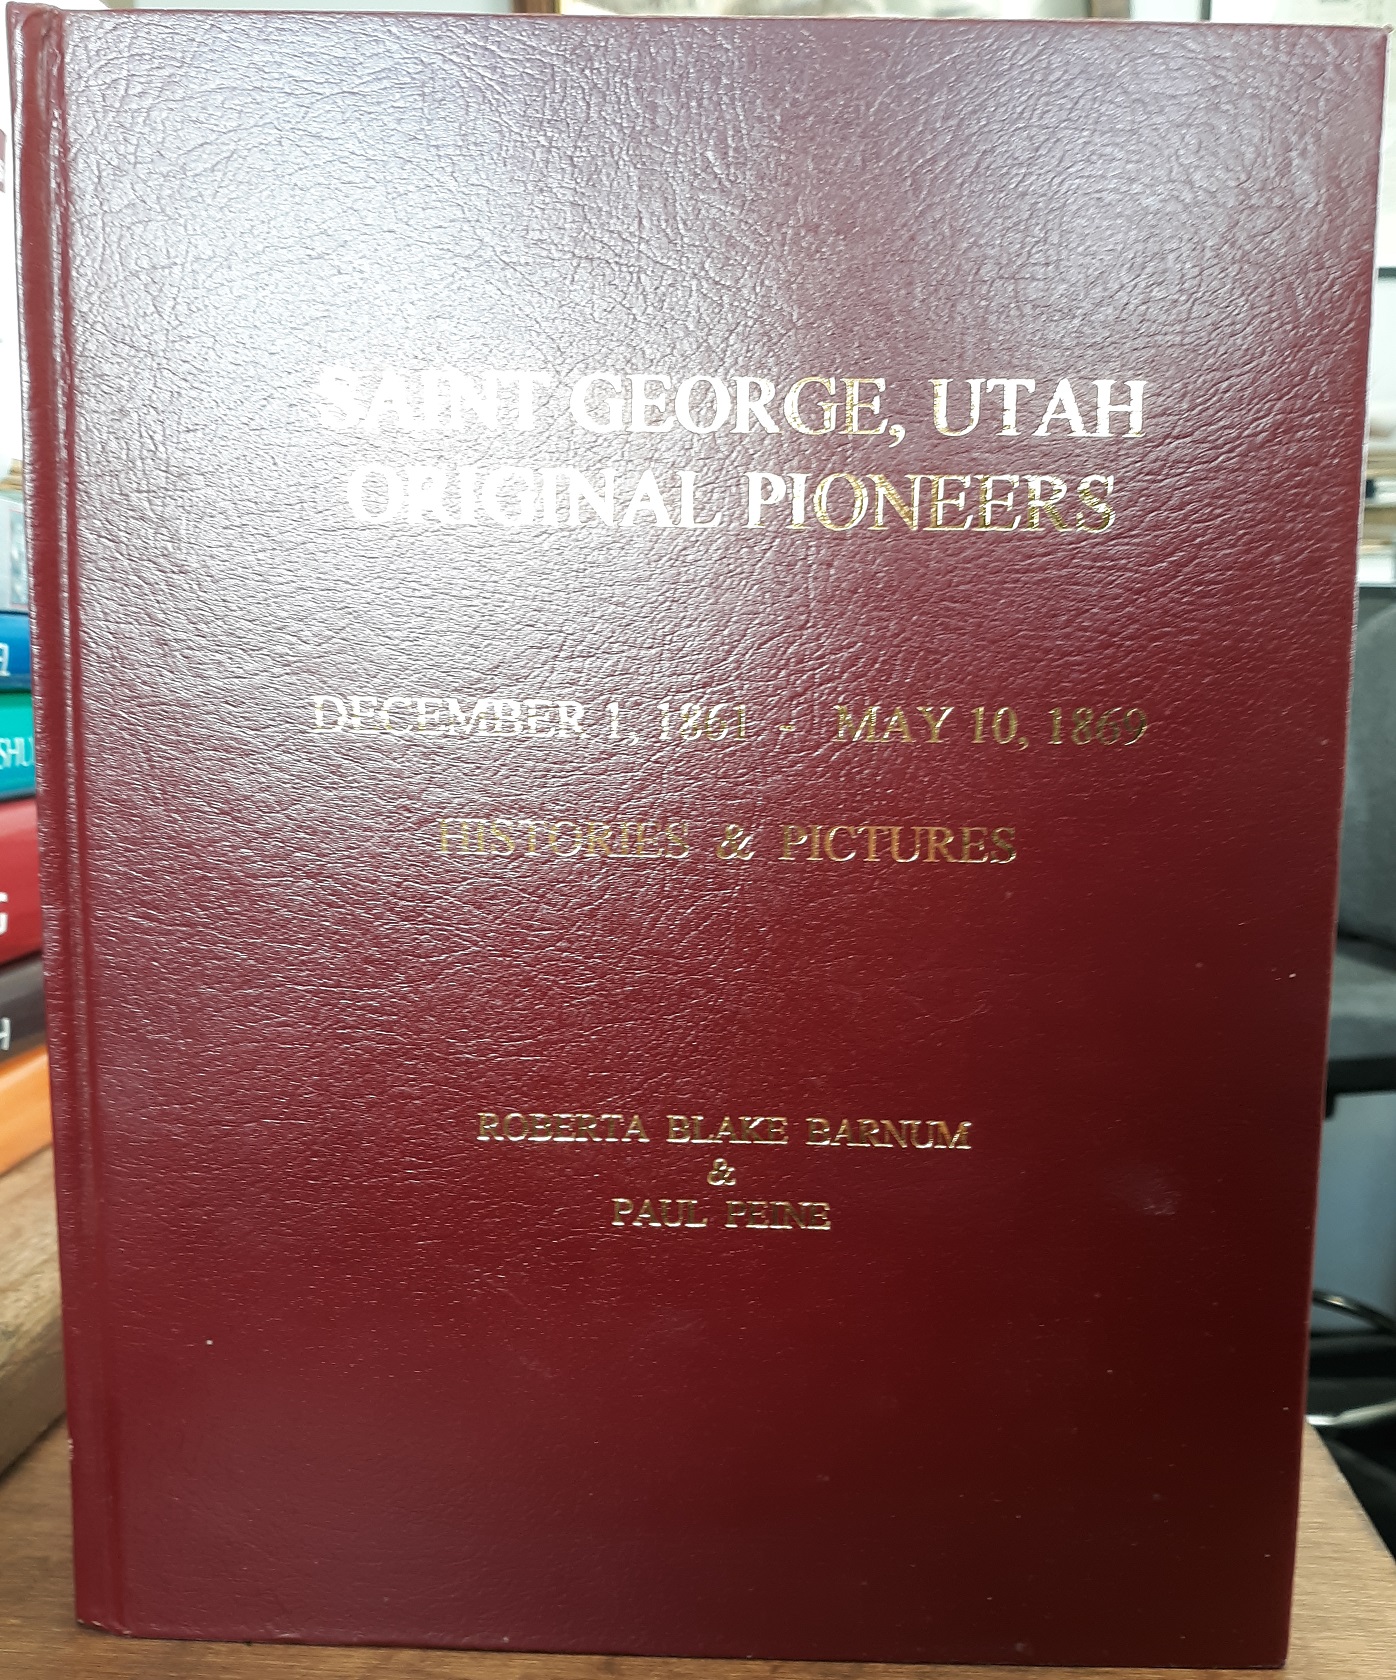 SAINT GEORGE, UTAH
ORIGINAL PIONEERS
DECEMBER 1, 1861 - MAY 10, 1869
HISTORIES & PICTURES
ROBERTA BLAKE BARNUM
&
PAUL PEINE